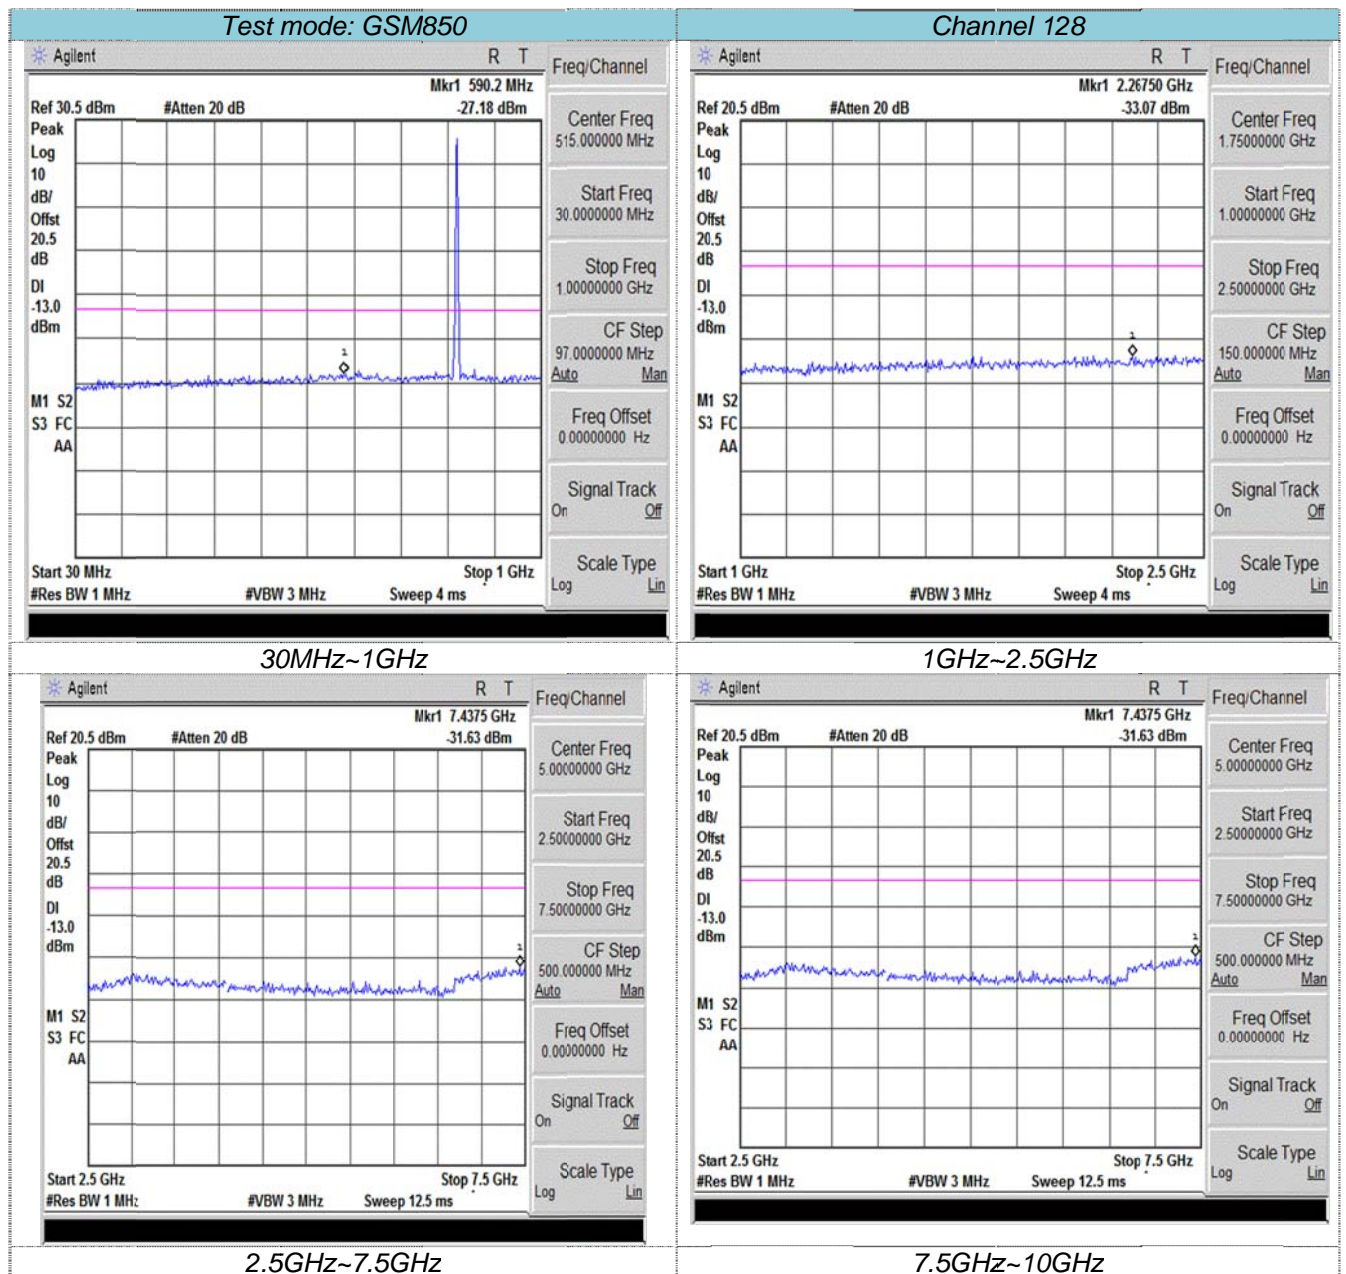 Test mode: GSM850
Channel 128
Agilent
R T
Mkr1 590.2 MHz
Ref 30.5 dBm #Atten 20 dB -27.18 dBm
Peak
Log
10
dB/
Offst
20.5
dB
DI
-13.0
dBm
1
M1 S2
S3 FC
AA
Start 30 MHz Stop 1 GHz
#Res BW 1 MHz #VBW 3 MHz Sweep 4 ms
Freq/Channel
Center Freq
515.000000 MHz
Start Freq
30.0000000 MHz
Stop Freq
1.00000000 GHz
CF Step
97.0000000 MHz
Auto Man
Freq Offset
0.00000000 Hz
Signal Track
On Off
Scale Type
Log Lin
30MHz~1GHz
Agilent
R T
Mkr1 2.26750 GHz
Ref 20.5 dBm #Atten 20 dB -33.07 dBm
Peak
Log
10
dB/
Offst
20.5
dB
DI
-13.0
dBm
1
M1 S2
S3 FC
AA
Start 1 GHz Stop 2.5 GHz
#Res BW 1 MHz #VBW 3 MHz Sweep 4 ms
Freq/Channel
Center Freq
1.75000000 GHz
Start Freq
1.00000000 GHz
Stop Freq
2.50000000 GHz
CF Step
150.000000 MHz
Auto Man
Freq Offset
0.00000000 Hz
Signal Track
On Off
Scale Type
Log Lin
1GHz~2.5GHz
Agilent
R T
Mkr1 7.4375 GHz
Ref 20.5 dBm #Atten 20 dB -31.63 dBm
Peak
Log
10
dB/
Offst
20.5
dB
DI
-13.0
dBm
1
M1 S2
S3 FC
AA
Start 2.5 GHz Stop 7.5 GHz
#Res BW 1 MHz #VBW 3 MHz Sweep 12.5 ms
Freq/Channel
Center Freq
5.00000000 GHz
Start Freq
2.50000000 GHz
Stop Freq
7.50000000 GHz
CF Step
500.000000 MHz
Auto Man
Freq Offset
0.00000000 Hz
Signal Track
On Off
Scale Type
Log Lin
2.5GHz~7.5GHz
Agilent
R T
Mkr1 7.4375 GHz
Ref 20.5 dBm #Atten 20 dB -31.63 dBm
Peak
Log
10
dB/
Offst
20.5
dB
DI
-13.0
dBm
1
M1 S2
S3 FC
AA
Start 2.5 GHz Stop 7.5 GHz
#Res BW 1 MHz #VBW 3 MHz Sweep 12.5 ms
Freq/Channel
Center Freq
5.00000000 GHz
Start Freq
2.50000000 GHz
Stop Freq
7.50000000 GHz
CF Step
500.000000 MHz
Auto Man
Freq Offset
0.00000000 Hz
Signal Track
On Off
Scale Type
Log Lin
7.5GHz~10GHz